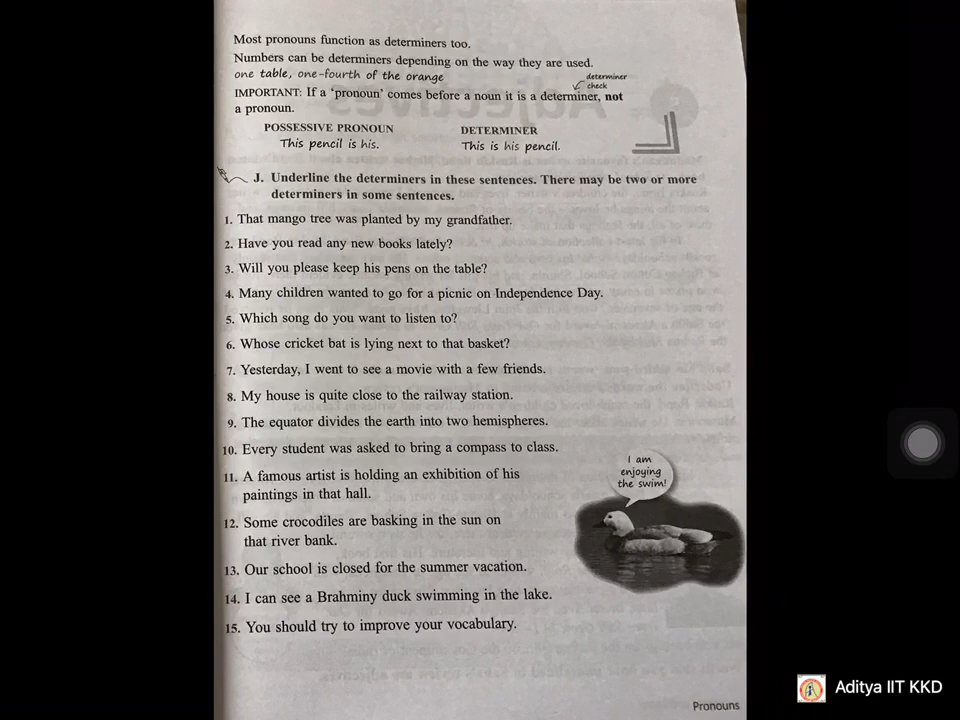 Most pronouns function as determiners too.
Numbers can be determiners depending on the way they are used.
one table, one-fourth of the orange
determiner
check
IMPORTANT: If a ‘pronoun’ comes before a noun it is a determiner, not
a pronoun.
POSSESSIVE PRONOUN DETERMINER
This pencil is his. This is his pencil.
J. Underline the determiners in these sentences. There may be two or more
determiners in some sentences.
1. That mango tree was planted by my grandfather.
2. Have you read any new books lately?
3. Will you please keep his pens on the table?
4. Many children wanted to go for a picnic on Independence Day.
5. Which song do you want to listen to?
6. Whose cricket bat is lying next to that basket?
7. Yesterday, I went to see a movie with a few friends.
8. My house is quite close to the railway station.
9. The equator divides the earth into two hemispheres.
10. Every student was asked to bring a compass to class.
11. A famous artist is holding an exhibition of his
paintings in that hall.
12. Some crocodiles are basking in the sun on
that river bank.
13. Our school is closed for the summer vacation.
14. I can see a Brahminy duck swimming in the lake.
15. You should try to improve your vocabulary.
I am
enjoying
the swim!
Pronouns
Aditya IIT KKD